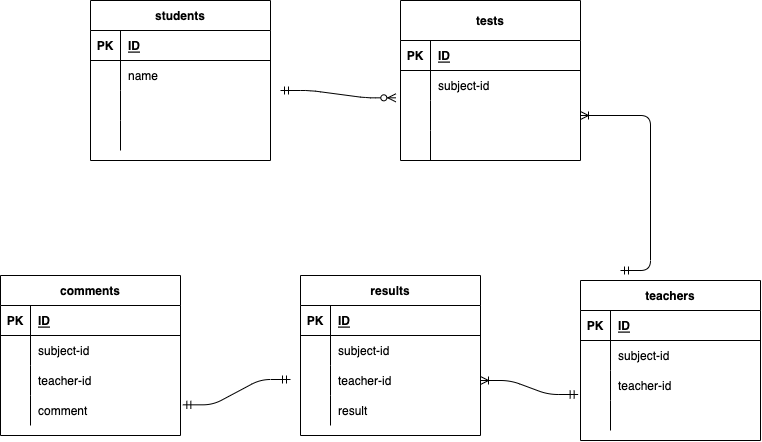 students
PK ID
name
tests
PK ID
subject-id
comments
PK ID
subject-id
teacher-id
comment
results
PK ID
subject-id
teacher-id
result
teachers
PK ID
subject-id
teacher-id